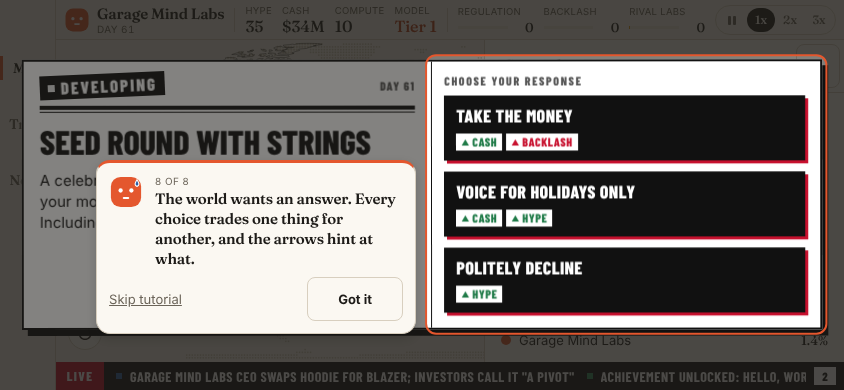 Garage Mind Labs
DAY 61
HYPE
35
CASH
$34M
COMPUTE
10
MODEL
Tier 1
REGULATION
0
BACKLASH
0
RIVAL LABS
0
1x
2x
3x
DEVELOPING
DAY 61
SEED ROUND WITH STRINGS
A celeb
your mo
Includin
8 OF 8
The world wants an answer. Every
choice trades one thing for
another, and the arrows hint at
what.
Skip tutorial
Got it
CHOOSE YOUR RESPONSE
TAKE THE MONEY
▲ CASH ▲ BACKLASH
VOICE FOR HOLIDAYS ONLY
▲ CASH ▲ HYPE
POLITELY DECLINE
▲ HYPE
Garage Mind Labs 1.4%
LIVE
GARAGE MIND LABS CEO SWAPS HOODIE FOR BLAZER; INVESTORS CALL IT "A PIVOT"
ACHIEVEMENT UNLOCKED: HELLO, WOR
2